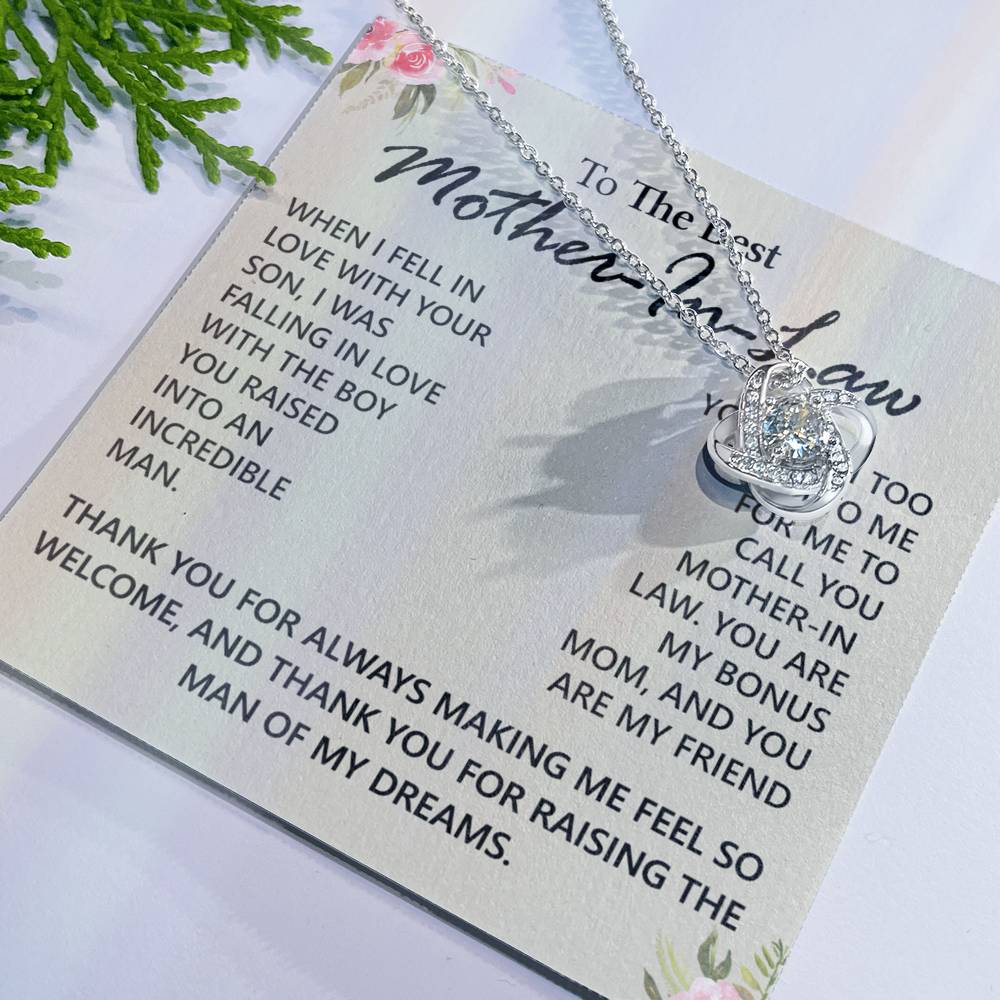 To The Best
Mother-In-Law
WHEN I FELL IN
LOVE WITH YOUR
SON, I WAS
FALLING IN LOVE
WITH THE BOY
YOU RAISED
INTO AN
INCREDIBLE
MAN.
TOO
ME
FOR ME TO
CALL YOU
MOTHER-IN
LAW. YOU ARE
MY BONUS
MOM, AND YOU
ARE MY FRIEND
THANK YOU FOR ALWAYS MAKING ME FEEL SO
WELCOME, AND THANK YOU FOR RAISING THE
MAN OF MY DREAMS.